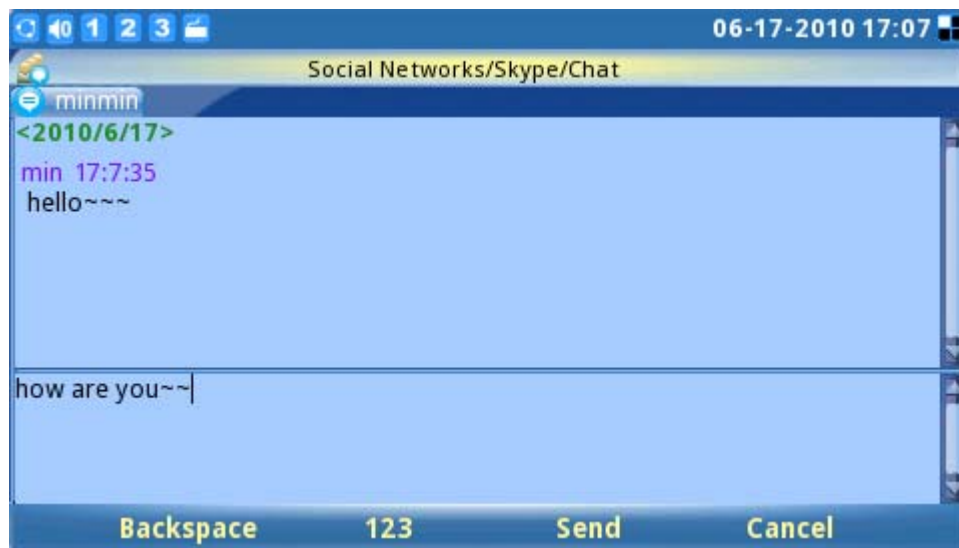 1 2 3 06-17-2010 17:07
Social Networks/Skype/Chat
minmin
<2010/6/17>
min 17:7:35
hello~~~
how are you~~
Backspace 123 Send Cancel